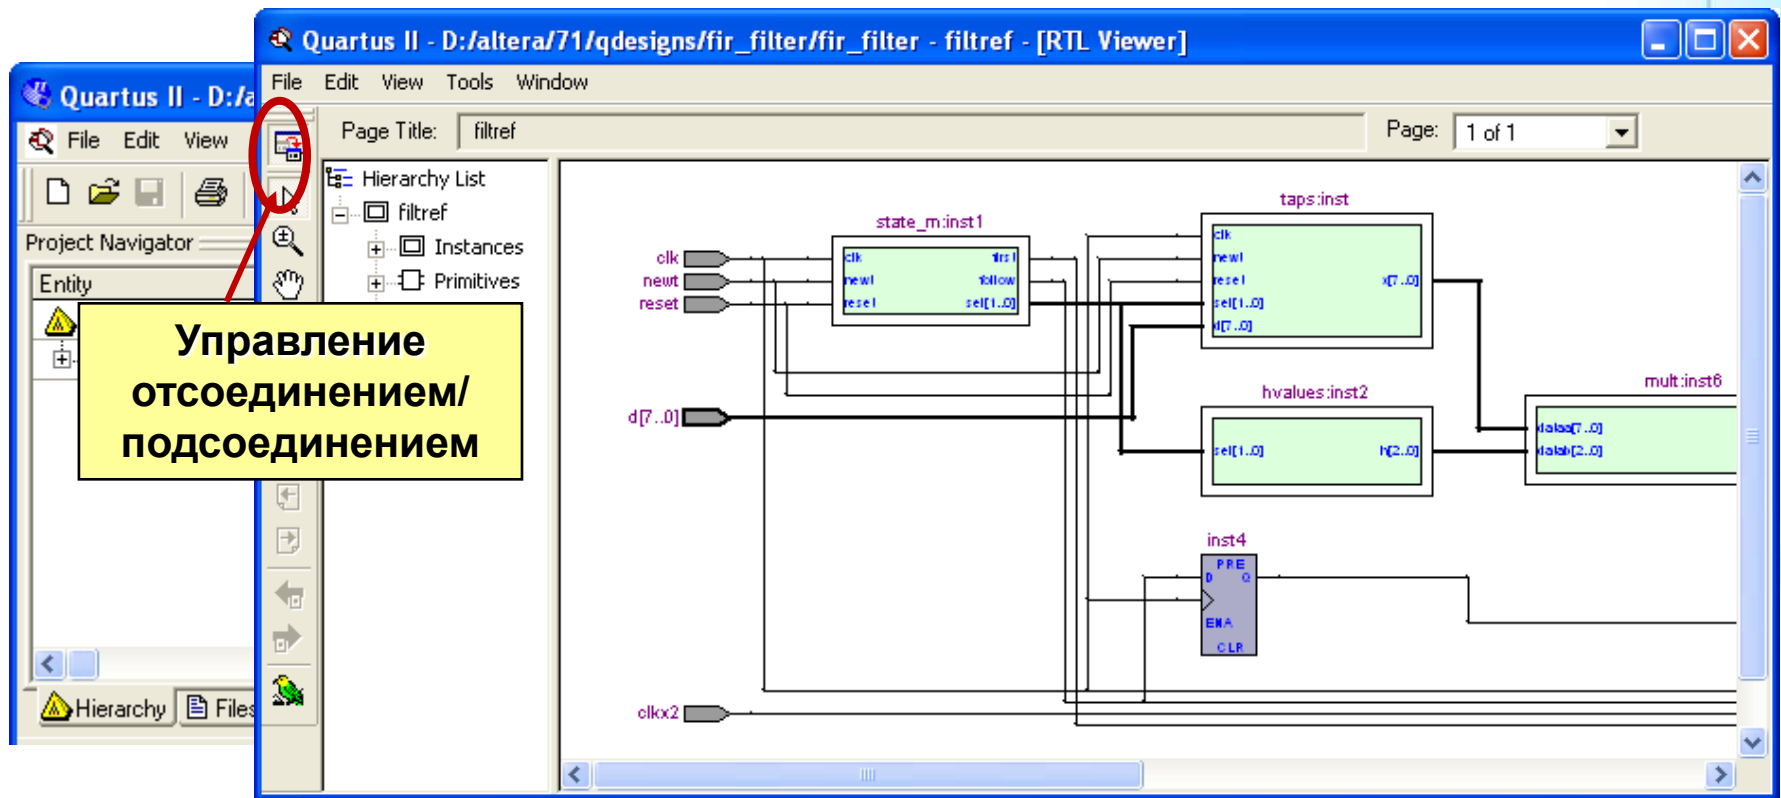 Quartus II - D:/altera/71/qdesigns/fir_filter/fir_filter - filtref - [RTL Viewer]
File Edit View Tools Window
Page Title: filtref Page: 1 of 1
Quartus II - D:/a
File Edit View
Project Navigator
Entity
Hierarchy Files
Hierarchy List
filtref
Instances
Primitives
Управление
отсоединением/
подсоединением
state_m:inst1
clk first
newt follow
reset sel[1..0]
clk
newt
reset
d[7..0]
clkx2
taps:inst
clk
newt
reset x[7..0]
sel[1..0]
d[7..0]
hvalues:inst2
sel[1..0] h[2..0]
mult:inst6
dataa[7..0]
datab[2..0]
inst4
PRE
D Q
ENA
CLR